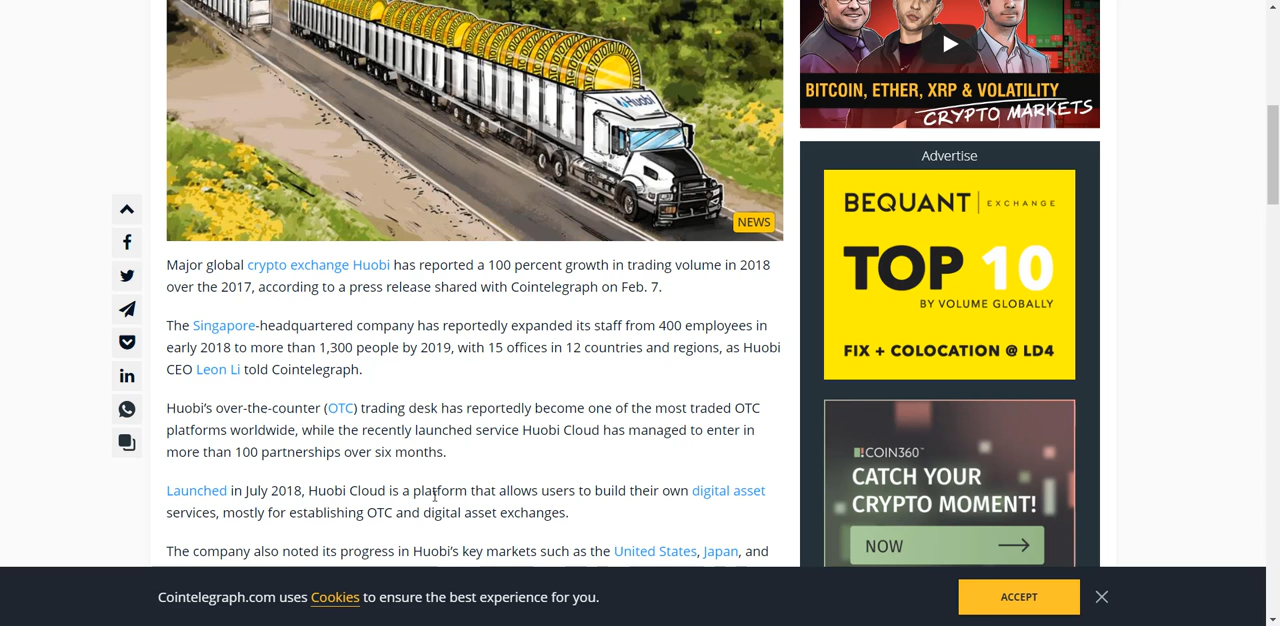 Huobi
NEWS
Major global crypto exchange Huobi has reported a 100 percent growth in trading volume in 2018
over the 2017, according to a press release shared with Cointelegraph on Feb. 7.
The Singapore-headquartered company has reportedly expanded its staff from 400 employees in
early 2018 to more than 1,300 people by 2019, with 15 offices in 12 countries and regions, as Huobi
CEO Leon Li told Cointelegraph.
Huobi’s over-the-counter (OTC) trading desk has reportedly become one of the most traded OTC
platforms worldwide, while the recently launched service Huobi Cloud has managed to enter in
more than 100 partnerships over six months.
Launched in July 2018, Huobi Cloud is a platform that allows users to build their own digital asset
services, mostly for establishing OTC and digital asset exchanges.
The company also noted its progress in Huobi’s key markets such as the United States, Japan, and
BITCOIN, ETHER, XRP & VOLATILITY
CRYPTO MARKETS
Advertise
BEQUANT | EXCHANGE
TOP 10
BY VOLUME GLOBALLY
FIX + COLOCATION @ LD4
COIN360
CATCH YOUR
CRYPTO MOMENT!
NOW
Cointelegraph.com uses Cookies to ensure the best experience for you.
ACCEPT